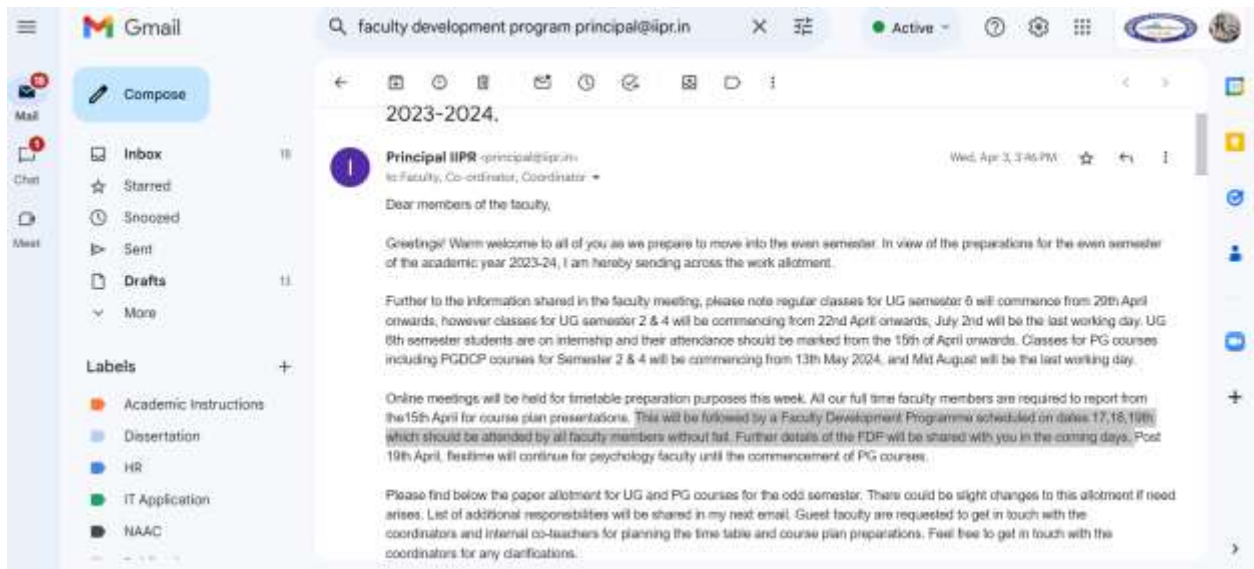 Gmail
faculty development program principal@iipr.in
Active
18
Mail
1
Chat
Meet
Compose
Inbox 18
Starred
Snoozed
Sent
Drafts 13
More
Labels
Academic Instructions
Dissertation
HR
IT Application
NAAC
2023-2024.
Principal IIPR <principal@iipr.in>
to Faculty, Co-ordinator, Coordinator
Wed, Apr 3, 3:46 PM
Dear members of the faculty,
Greetings! Warm welcome to all of you as we prepare to move into the even semester. In view of the preparations for the even semester
of the academic year 2023-24, I am hereby sending across the work allotment.
Further to the information shared in the faculty meeting, please note regular classes for UG semester 6 will commence from 29th April
onwards, however classes for UG semester 2 & 4 will be commencing from 22nd April onwards, July 2nd will be the last working day. UG
6th semester students are on internship and their attendance should be marked from the 15th of April onwards. Classes for PG courses
including PGDCP courses for Semester 2 & 4 will be commencing from 13th May 2024, and Mid August will be the last working day.
Online meetings will be held for timetable preparation purposes this week. All our full time faculty members are required to report from
the15th April for course plan presentations. This will be followed by a Faculty Development Programme scheduled on dates 17,18,19th
which should be attended by all faculty members without fail. Further details of the FDP will be shared with you in the coming days. Post
19th April, flexitime will continue for psychology faculty until the commencement of PG courses.
Please find below the paper allotment for UG and PG courses for the odd semester. There could be slight changes to this allotment if need
arises. List of additional responsibilities will be shared in my next email. Guest faculty are requested to get in touch with the
coordinators and internal co-teachers for planning the time table and course plan preparations. Feel free to get in touch with the
coordinators for any clarifications.